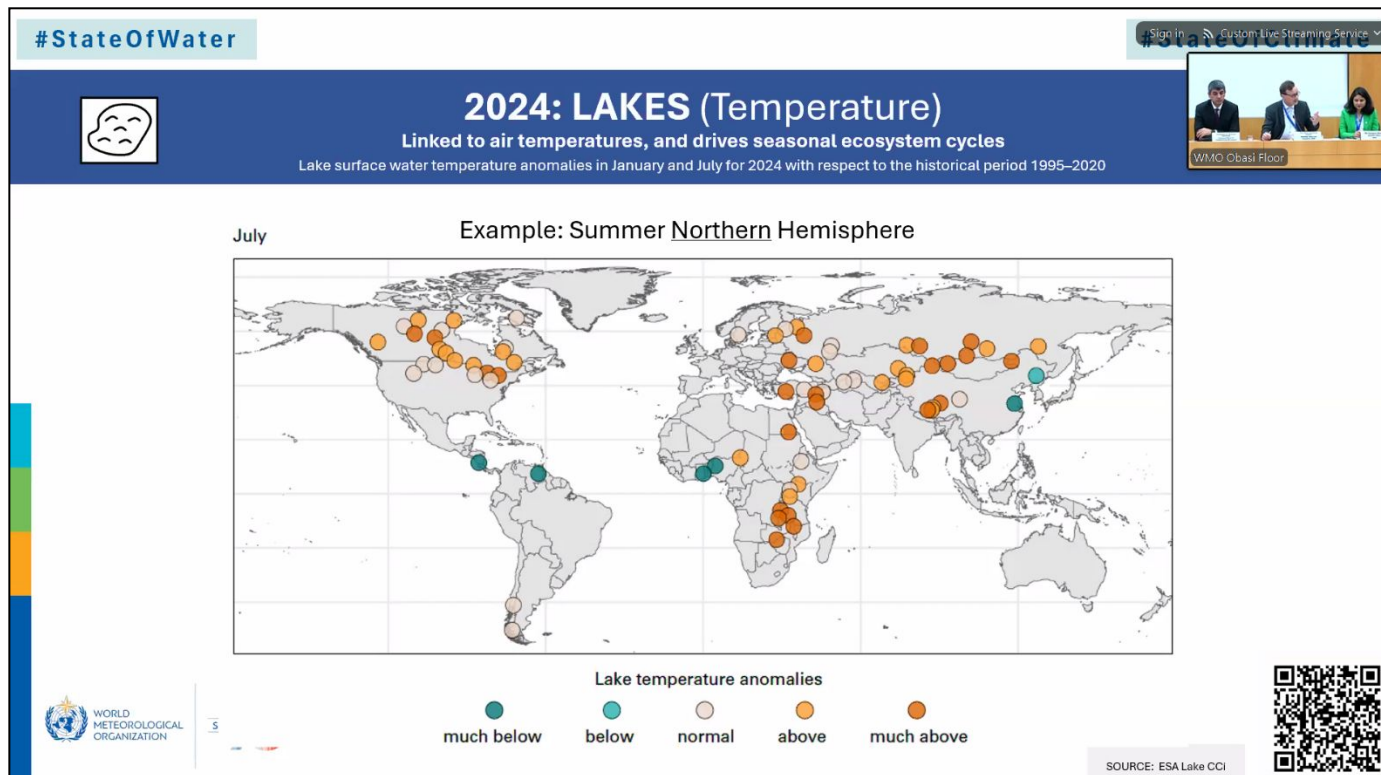 #StateOfWater
#StateOfClimate
Sign in Custom Live Streaming Service
2024: LAKES (Temperature)
Linked to air temperatures, and drives seasonal ecosystem cycles
Lake surface water temperature anomalies in January and July for 2024 with respect to the historical period 1995–2020
WMO Obasi Floor
July
Example: Summer Northern Hemisphere
Lake temperature anomalies
much below
below
normal
above
much above
WORLD
METEOROLOGICAL
ORGANIZATION
S
SOURCE: ESA Lake CCi